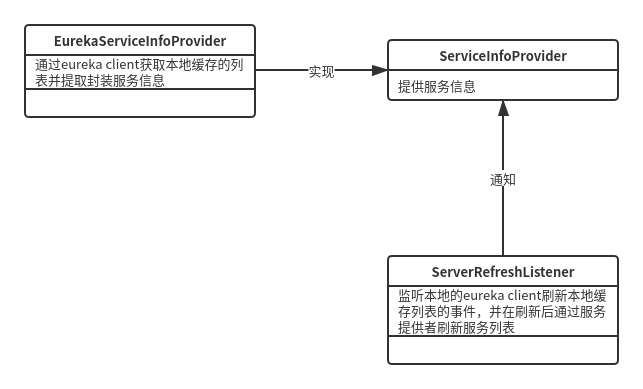 EurekaServiceInfoProvider
通过eureka client获取本地缓存的列
表并提取封装服务信息
实现
ServiceInfoProvider
提供服务信息
通知
ServerRefreshListener
监听本地的eureka client刷新本地缓
存列表的事件，并在刷新后通过服务
提供者刷新服务列表